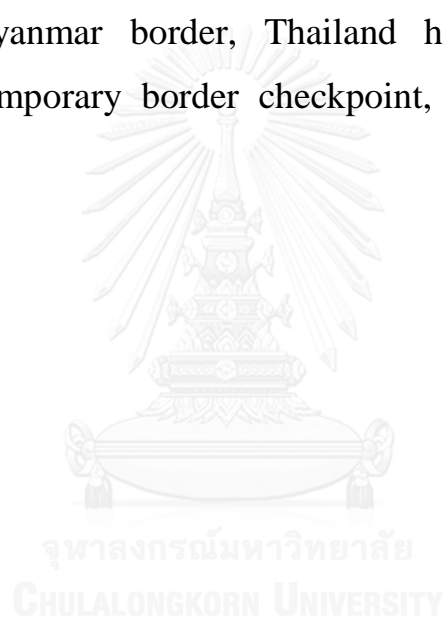 yanmar border, Thailand h
mporary border checkpoint,
จุฬาลงกรณ์มหาวิทยาลัย
CHULALONGKORN UNIVERSITY